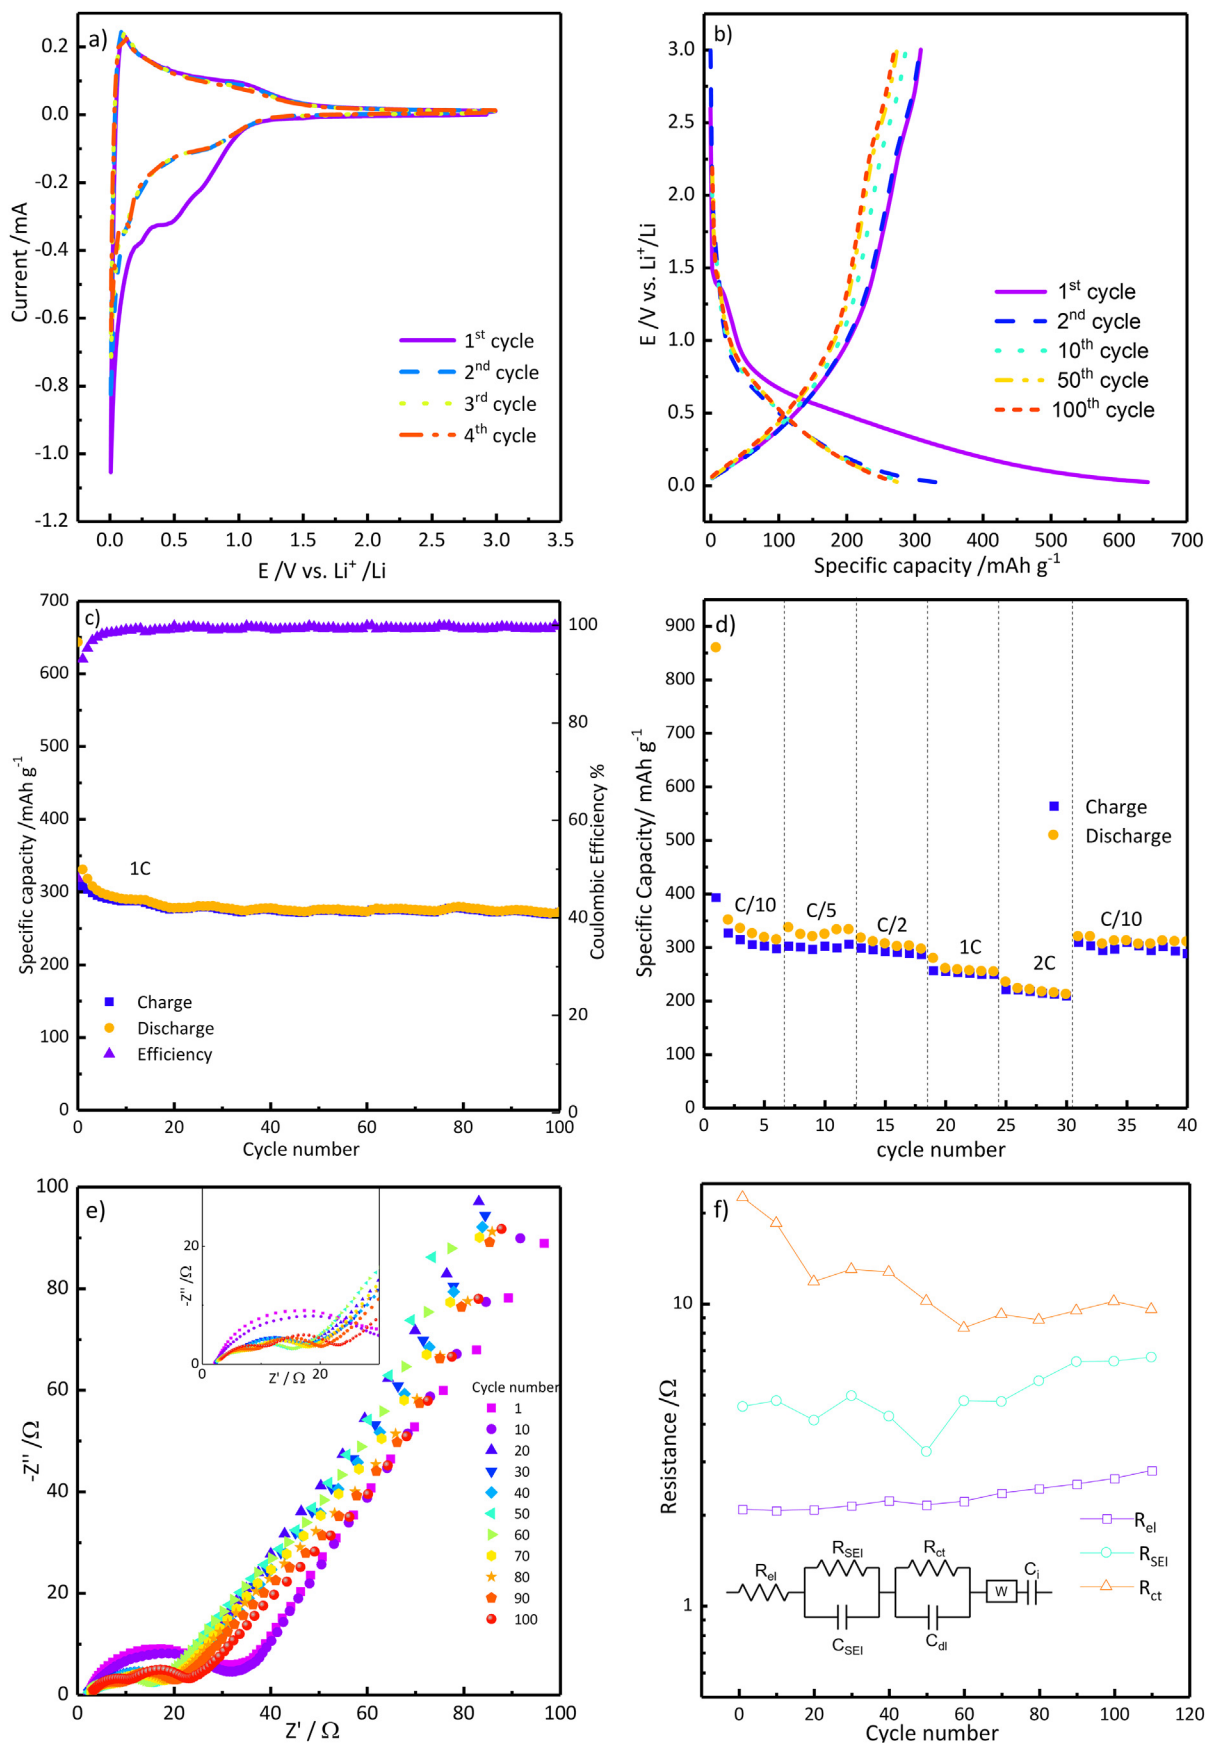 a)
0.2
0.0
-0.2
-0.4
-0.6
-0.8
-1.0
-1.2
Current /mA
1st cycle
2nd cycle
3rd cycle
4th cycle
0.0 0.5 1.0 1.5 2.0 2.5 3.0 3.5
E /V vs. Li+ /Li
b)
3.0
2.5
2.0
1.5
1.0
0.5
0.0
E /V vs. Li+/Li
1st cycle
2nd cycle
10th cycle
50th cycle
100th cycle
0 100 200 300 400 500 600 700
Specific capacity /mAh g-1
c)
700
600
500
400
300
200
100
0
Specific capacity /mAh g-1
100
80
60
40
20
0
Coulombic Efficiency %
1C
Charge
Discharge
Efficiency
0 20 40 60 80 100
Cycle number
d)
900
800
700
600
500
400
300
200
100
0
Specific Capacity/ mAh g-1
Charge
Discharge
C/10
C/5
C/2
1C
2C
C/10
5 10 15 20 25 30 35 40
cycle number
e)
100
80
60
40
20
0
-Z'' /Ω
20
0
-Z'' /Ω
0 20
Z' / Ω
Cycle number
1
10
20
30
40
50
60
70
80
90
100
0 20 40 60 80 100
Z' / Ω
f)
10
1
Resistance /Ω
Rel
RSEI
Rct
Rel
RSEI
CSEI
Rct
Cdl
W
Ci
0 10 20 30 40 50 60 70 80 90 100 110 120
Cycle number